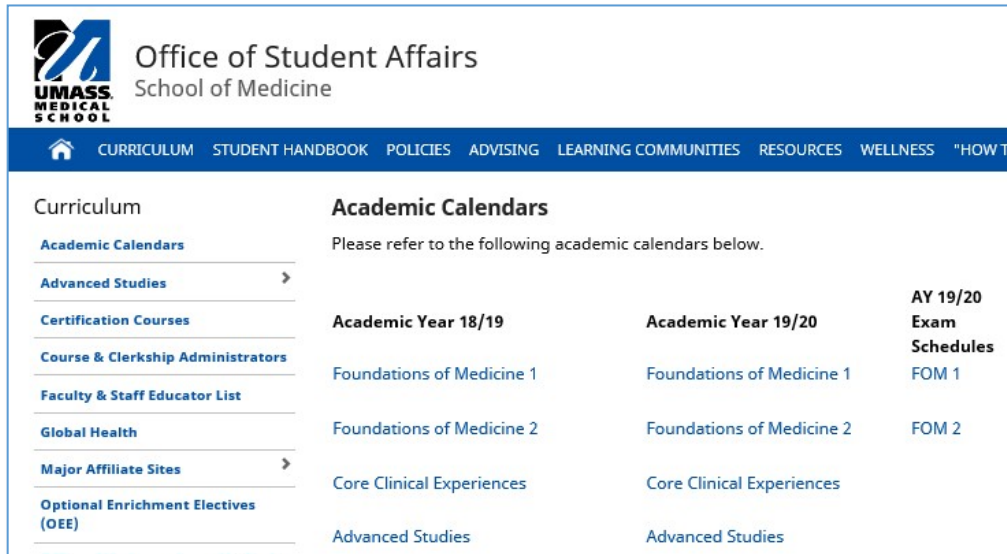 UMASS
MEDICAL
SCHOOL
Office of Student Affairs
School of Medicine
CURRICULUM STUDENT HANDBOOK POLICIES ADVISING LEARNING COMMUNITIES RESOURCES WELLNESS "HOW T
Curriculum
Academic Calendars
Advanced Studies
Certification Courses
Course & Clerkship Administrators
Faculty & Staff Educator List
Global Health
Major Affiliate Sites
Optional Enrichment Electives
(OEE)
Academic Calendars
Please refer to the following academic calendars below.
Academic Year 18/19 Academic Year 19/20 AY 19/20
Exam
Schedules
Foundations of Medicine 1 Foundations of Medicine 1 FOM 1
Foundations of Medicine 2 Foundations of Medicine 2 FOM 2
Core Clinical Experiences Core Clinical Experiences
Advanced Studies Advanced Studies